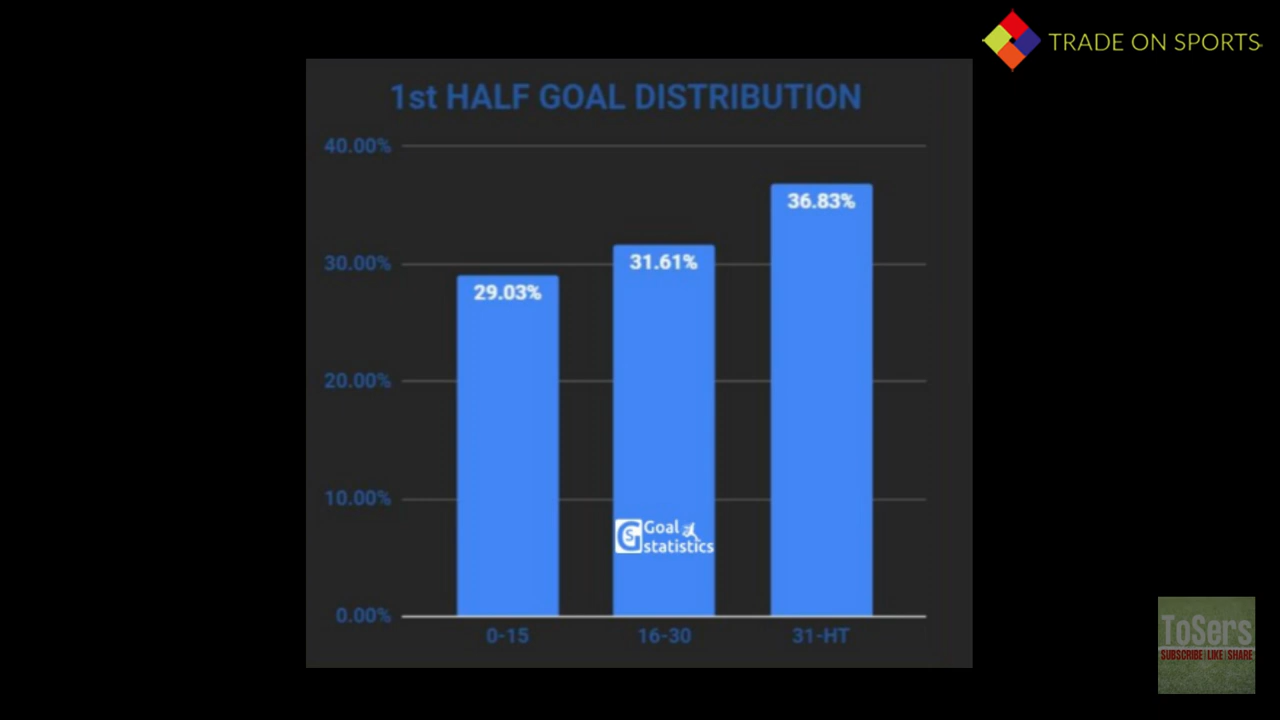 TRADE ON SPORTS
1st HALF GOAL DISTRIBUTION
40.00%
36.83%
30.00%
31.61%
29.03%
20.00%
10.00%
Goal
statistics
0.00%
0-15 16-30 31-HT
ToSers
SUBSCRIBE | LIKE | SHARE